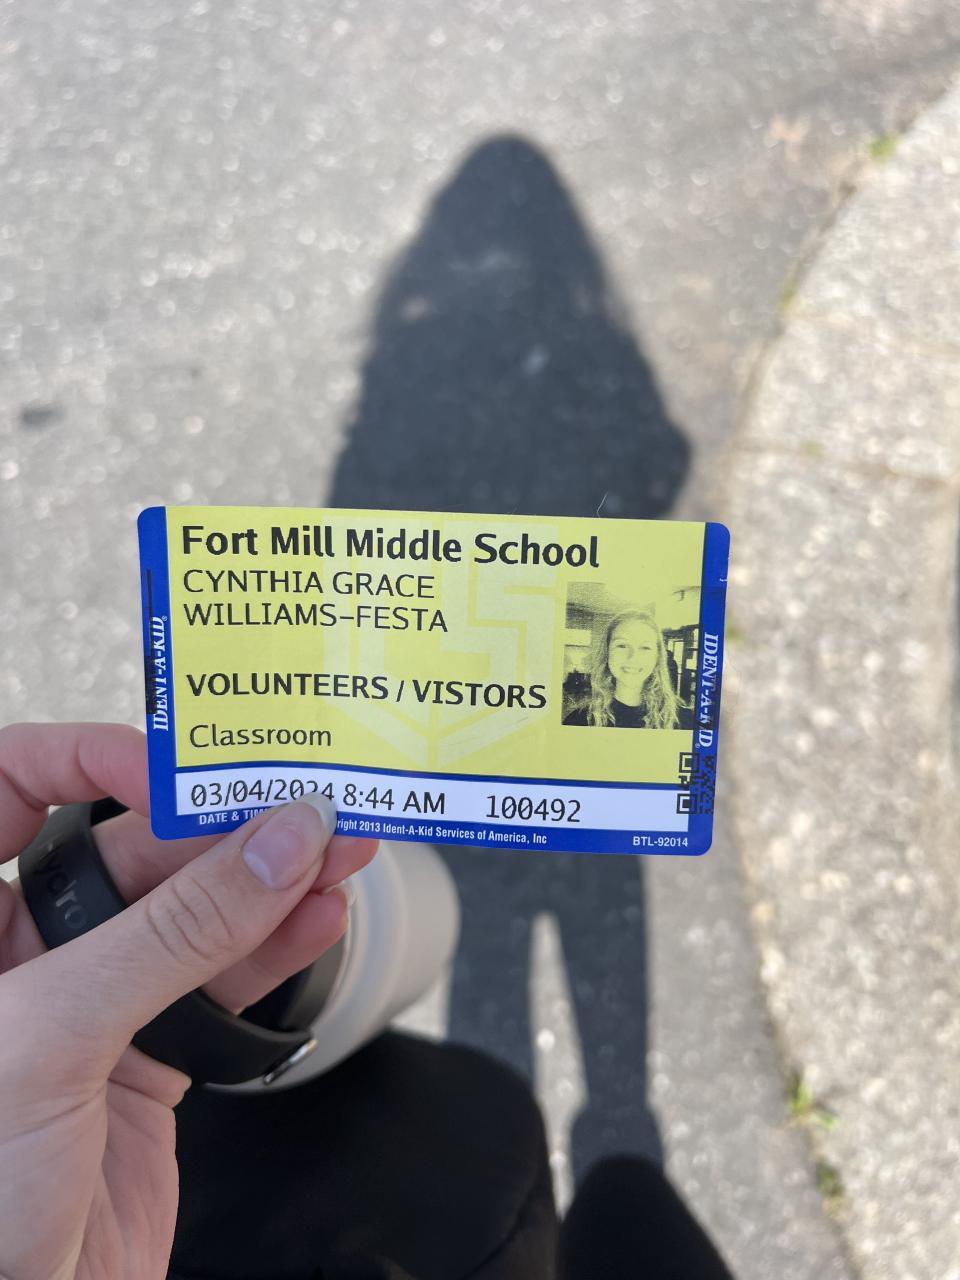 Fort Mill Middle School
CYNTHIA GRACE
WILLIAMS-FESTA
VOLUNTEERS / VISTORS
Classroom
03/04/2024 8:44 AM 100492
DATE &
2013 Ident-A-Kid Services of America, Inc
BTL-92014
IDENT-A-KID®
IDENT-A-KID®